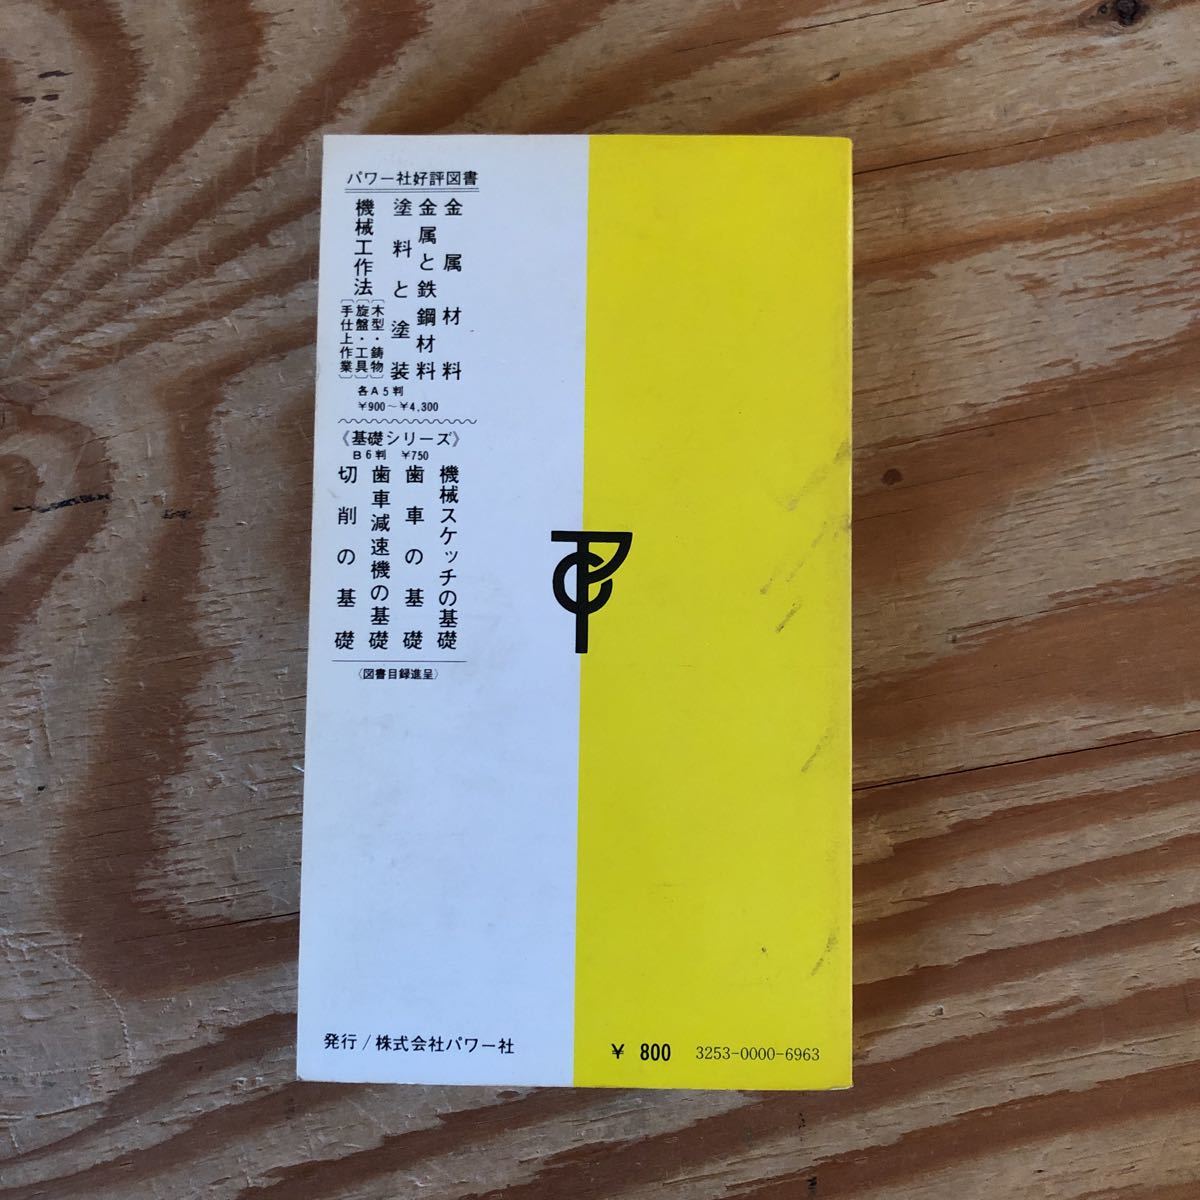 パワー社好評図書
金属材料
金属と鉄鋼材料
塗料と塗装
機械工作法
〔木型・鋳物〕
〔旋盤・工具〕
〔手仕上作業〕
各A5判
¥900～¥4,300
《基礎シリーズ》
B6判 ¥750
機械スケッチの基礎
歯車の基礎
歯車減速機の基礎
切削の基礎
〈図書目録進呈〉
発行/株式会社パワー社
¥ 800 3253-0000-6963